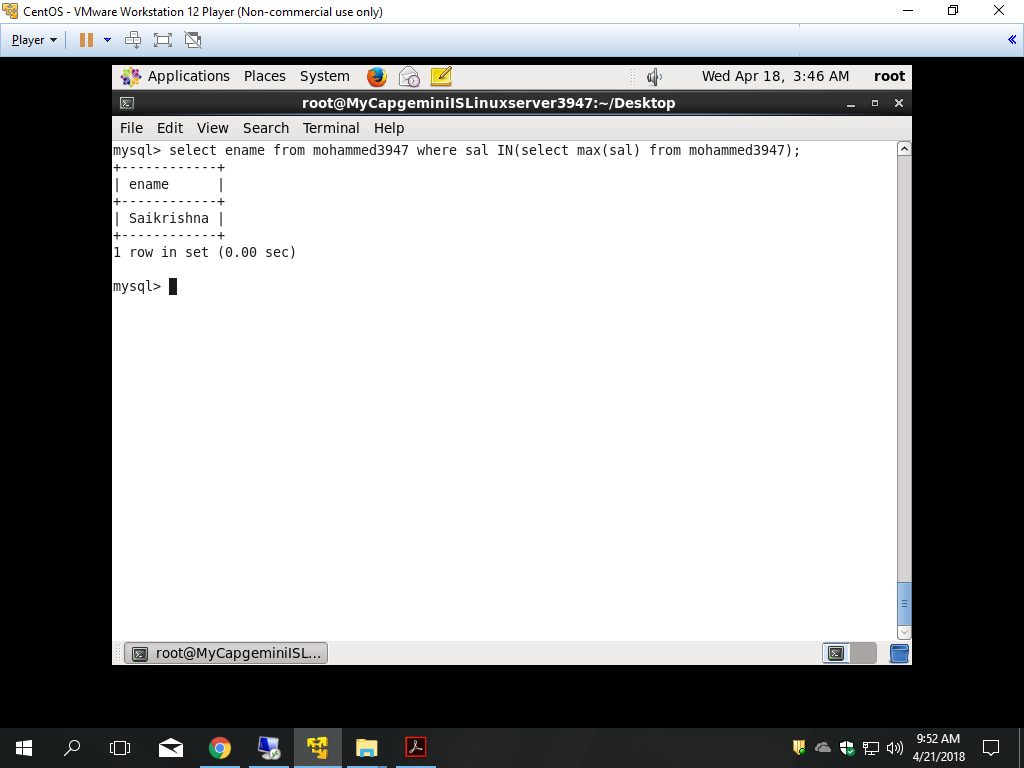 CentOS - VMware Workstation 12 Player (Non-commercial use only)
Player
Applications Places System Wed Apr 18, 3:46 AM root
root@MyCapgeminiISLinuxserver3947:~/Desktop
File Edit View Search Terminal Help
mysql> select ename from mohammed3947 where sal IN(select max(sal) from mohammed3947);
+------------+
| ename      |
+------------+
| Saikrishna |
+------------+
1 row in set (0.00 sec)
mysql>
root@MyCapgeminiISL...
9:52 AM
4/21/2018